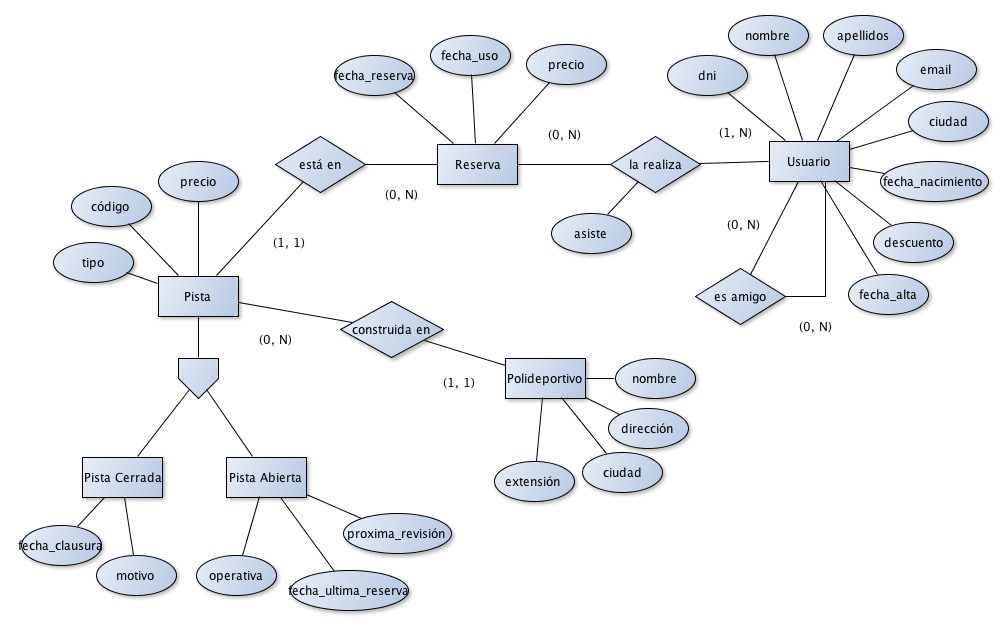 nombre
apellidos
fecha_reserva
fecha_uso
precio
dni
email
ciudad
(0, N)
(1, N)
está en
Reserva
la realiza
Usuario
fecha_nacimiento
(0, N)
precio
código
asiste
(0, N)
descuento
(1, 1)
tipo
Pista
es amigo
fecha_alta
(0, N)
construida en
(0, N)
(1, 1)
Polideportivo
nombre
dirección
ciudad
extensión
Pista Cerrada
Pista Abierta
fecha_clausura
motivo
operativa
fecha_ultima_reserva
proxima_revisión